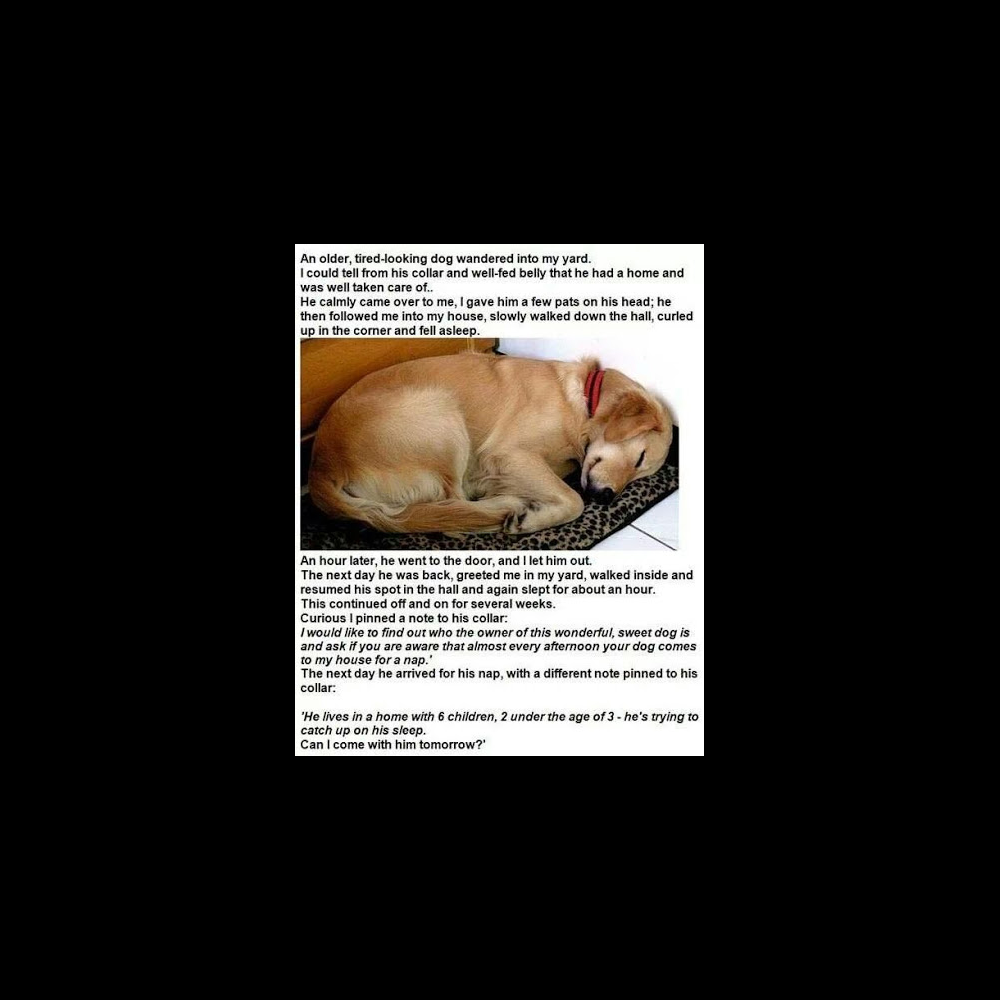 An older, tired-looking dog wandered into my yard.
I could tell from his collar and well-fed belly that he had a home and
was well taken care of..
He calmly came over to me, I gave him a few pats on his head; he
then followed me into my house, slowly walked down the hall, curled
up in the corner and fell asleep.
An hour later, he went to the door, and I let him out.
The next day he was back, greeted me in my yard, walked inside and
resumed his spot in the hall and again slept for about an hour.
This continued off and on for several weeks.
Curious I pinned a note to his collar:
I would like to find out who the owner of this wonderful, sweet dog is
and ask if you are aware that almost every afternoon your dog comes
to my house for a nap.'
The next day he arrived for his nap, with a different note pinned to his
collar:
'He lives in a home with 6 children, 2 under the age of 3 - he's trying to
catch up on his sleep.
Can I come with him tomorrow?'